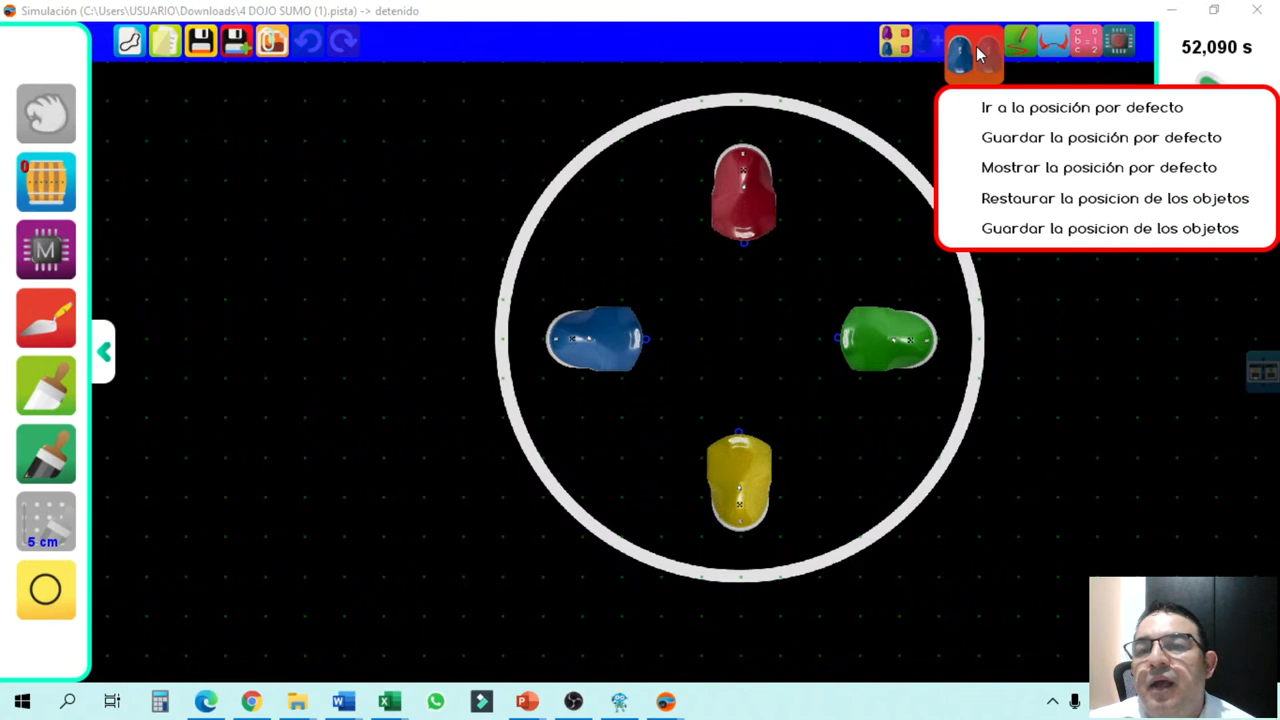 Simulación (C:\Users\USUARIO\Downloads\4 DOJO SUMO (1).pista) -> detenido
52,090 s
Ir a la posición por defecto
Guardar la posición por defecto
Mostrar la posición por defecto
Restaurar la posicion de los objetos
Guardar la posicion de los objetos
M
5 cm